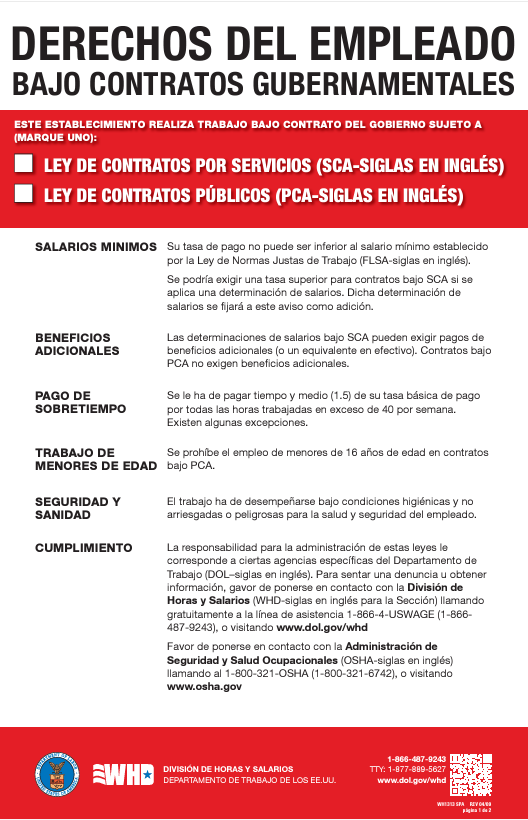 DERECHOS DEL EMPLEADO
BAJO CONTRATOS GUBERNAMENTALES
ESTE ESTABLECIMIENTO REALIZA TRABAJO BAJO CONTRATO DEL GOBIERNO SUJETO A
(MARQUE UNO):
LEY DE CONTRATOS POR SERVICIOS (SCA-SIGLAS EN INGLÉS)
LEY DE CONTRATOS PÚBLICOS (PCA-SIGLAS EN INGLÉS)
SALARIOS MINIMOS
Su tasa de pago no puede ser inferior al salario mínimo establecido
por la Ley de Normas Justas de Trabajo (FLSA-siglas en inglés).
Se podría exigir una tasa superior para contratos bajo SCA si se
aplica una determinación de salarios. Dicha determinación de
salarios se fijará a este aviso como adición.
BENEFICIOS
ADICIONALES
Las determinaciones de salarios bajo SCA pueden exigir pagos de
beneficios adicionales (o un equivalente en efectivo). Contratos bajo
PCA no exigen beneficios adicionales.
PAGO DE
SOBRETIEMPO
Se le ha de pagar tiempo y medio (1.5) de su tasa básica de pago
por todas las horas trabajadas en exceso de 40 por semana.
Existen algunas excepciones.
TRABAJO DE
MENORES DE EDAD
Se prohíbe el empleo de menores de 16 años de edad en contratos
bajo PCA.
SEGURIDAD Y
SANIDAD
El trabajo ha de desempeñarse bajo condiciones higiénicas y no
arriesgadas o peligrosas para la salud y seguridad del empleado.
CUMPLIMIENTO
La responsabilidad para la administración de estas leyes le
corresponde a ciertas agencias específicas del Departamento de
Trabajo (DOL–siglas en inglés). Para sentar una denuncia u obtener
información, gavor de ponerse en contacto con la División de
Horas y Salarios (WHD-siglas en inglés para la Sección) llamando
gratuitamente a la línea de asistencia 1-866-4-USWAGE (1-866-
487-9243), o visitando www.dol.gov/whd
Favor de ponerse en contacto con la Administración de
Seguridad y Salud Ocupacionales (OSHA-siglas en inglés)
llamando al 1-800-321-OSHA (1-800-321-6742), o visitando
www.osha.gov
WHD
DIVISIÓN DE HORAS Y SALARIOS
DEPARTAMENTO DE TRABAJO DE LOS EE.UU.
1-866-487-9243
TTY: 1-877-889-5627
www.dol.gov/whd
WH1313 SPA REV 04/09
página 1 de 2